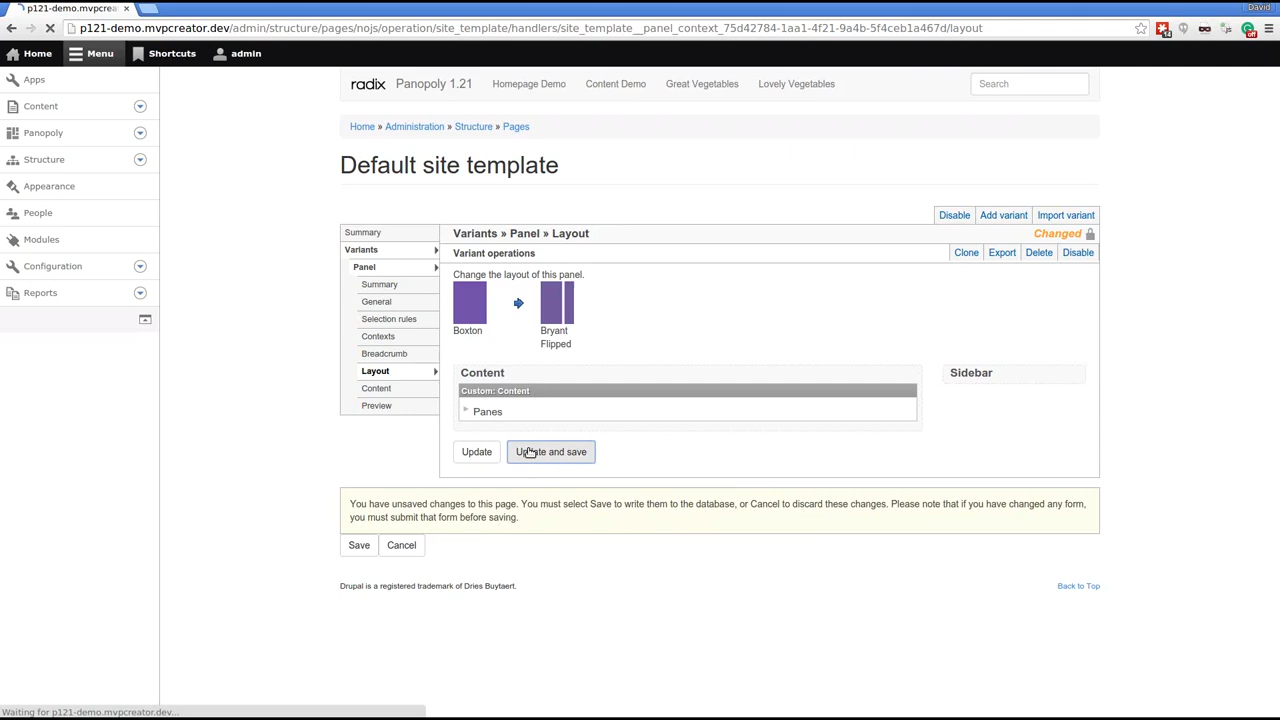 p121-demo.mvpcrea
David
p121-demo.mvpcreator.dev/admin/structure/pages/nojs/operation/site_template/handlers/site_template__panel_context_75d42784-1aa1-4f21-9a4b-5f4ceb1a467d/layout
Home Menu Shortcuts admin
Apps
Content
Panopoly
Structure
Appearance
People
Modules
Configuration
Reports
radix Panopoly 1.21 Homepage Demo Content Demo Great Vegetables Lovely Vegetables Search
Home » Administration » Structure » Pages
Default site template
Disable Add variant Import variant
Summary
Variants
Panel
Summary
General
Selection rules
Contexts
Breadcrumb
Layout
Content
Preview
Variants » Panel » Layout Changed
Variant operations Clone Export Delete Disable
Change the layout of this panel.
Boxton
Bryant
Flipped
Content
Custom: Content
Panes
Sidebar
Update Update and save
You have unsaved changes to this page. You must select Save to write them to the database, or Cancel to discard these changes. Please note that if you have changed any form,
you must submit that form before saving.
Save Cancel
Drupal is a registered trademark of Dries Buytaert. Back to Top
Waiting for p121-demo.mvpcreator.dev...